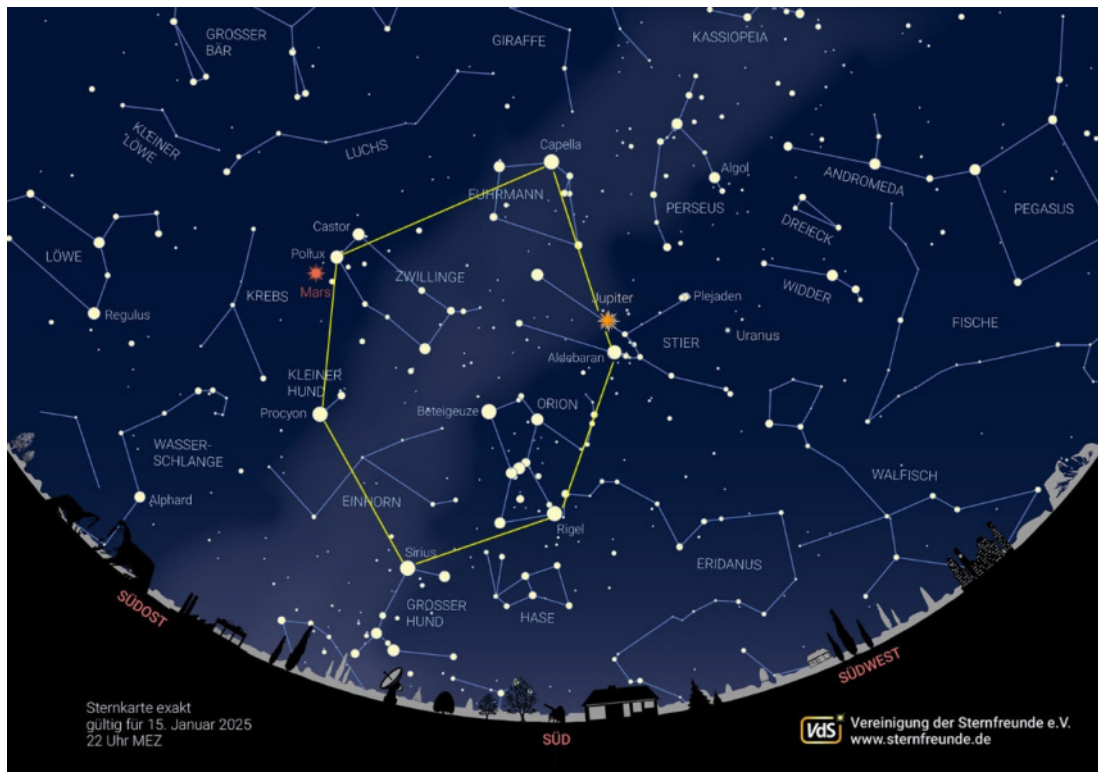 GROSSER
BÄR
GIRAFFE
KASSIOPEIA
KLEINER
LÖWE
LUCHS
Capella
FUHRMANN
Algol
PERSEUS
ANDROMEDA
DREIECK
PEGASUS
LÖWE
Castor
Pollux
Mars
ZWILLINGE
KREBS
Regulus
Jupiter
Plejaden
Uranus
WIDDER
FISCHE
STIER
Aldebaran
KLEINER
HUND
Procyon
Beteigeuze
ORION
WASSER-
SCHLANGE
Alphard
EINHORN
Rigel
WALFISCH
Sirius
GROSSER
HUND
HASE
ERIDANUS
SÜDOST
SÜD
SÜDWEST
Sternkarte exakt
gültig für 15. Januar 2025
22 Uhr MEZ
VdS
Vereinigung der Sternfreunde e.V.
www.sternfreunde.de